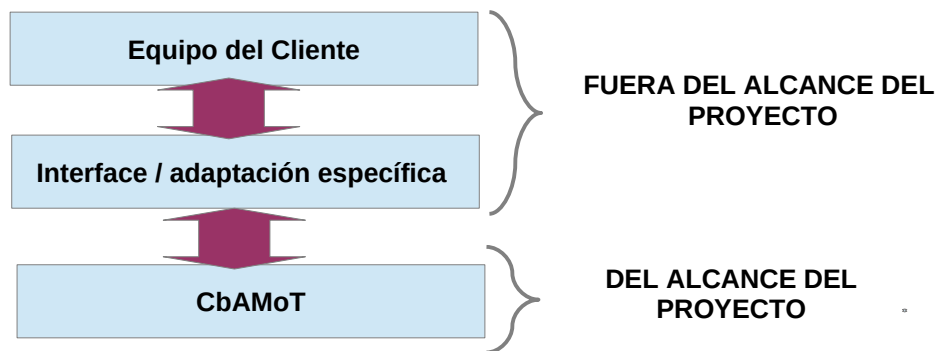 Equipo del Cliente
FUERA DEL ALCANCE DEL
PROYECTO
Interface / adaptación específica
DEL ALCANCE DEL
PROYECTO
CbAMoT